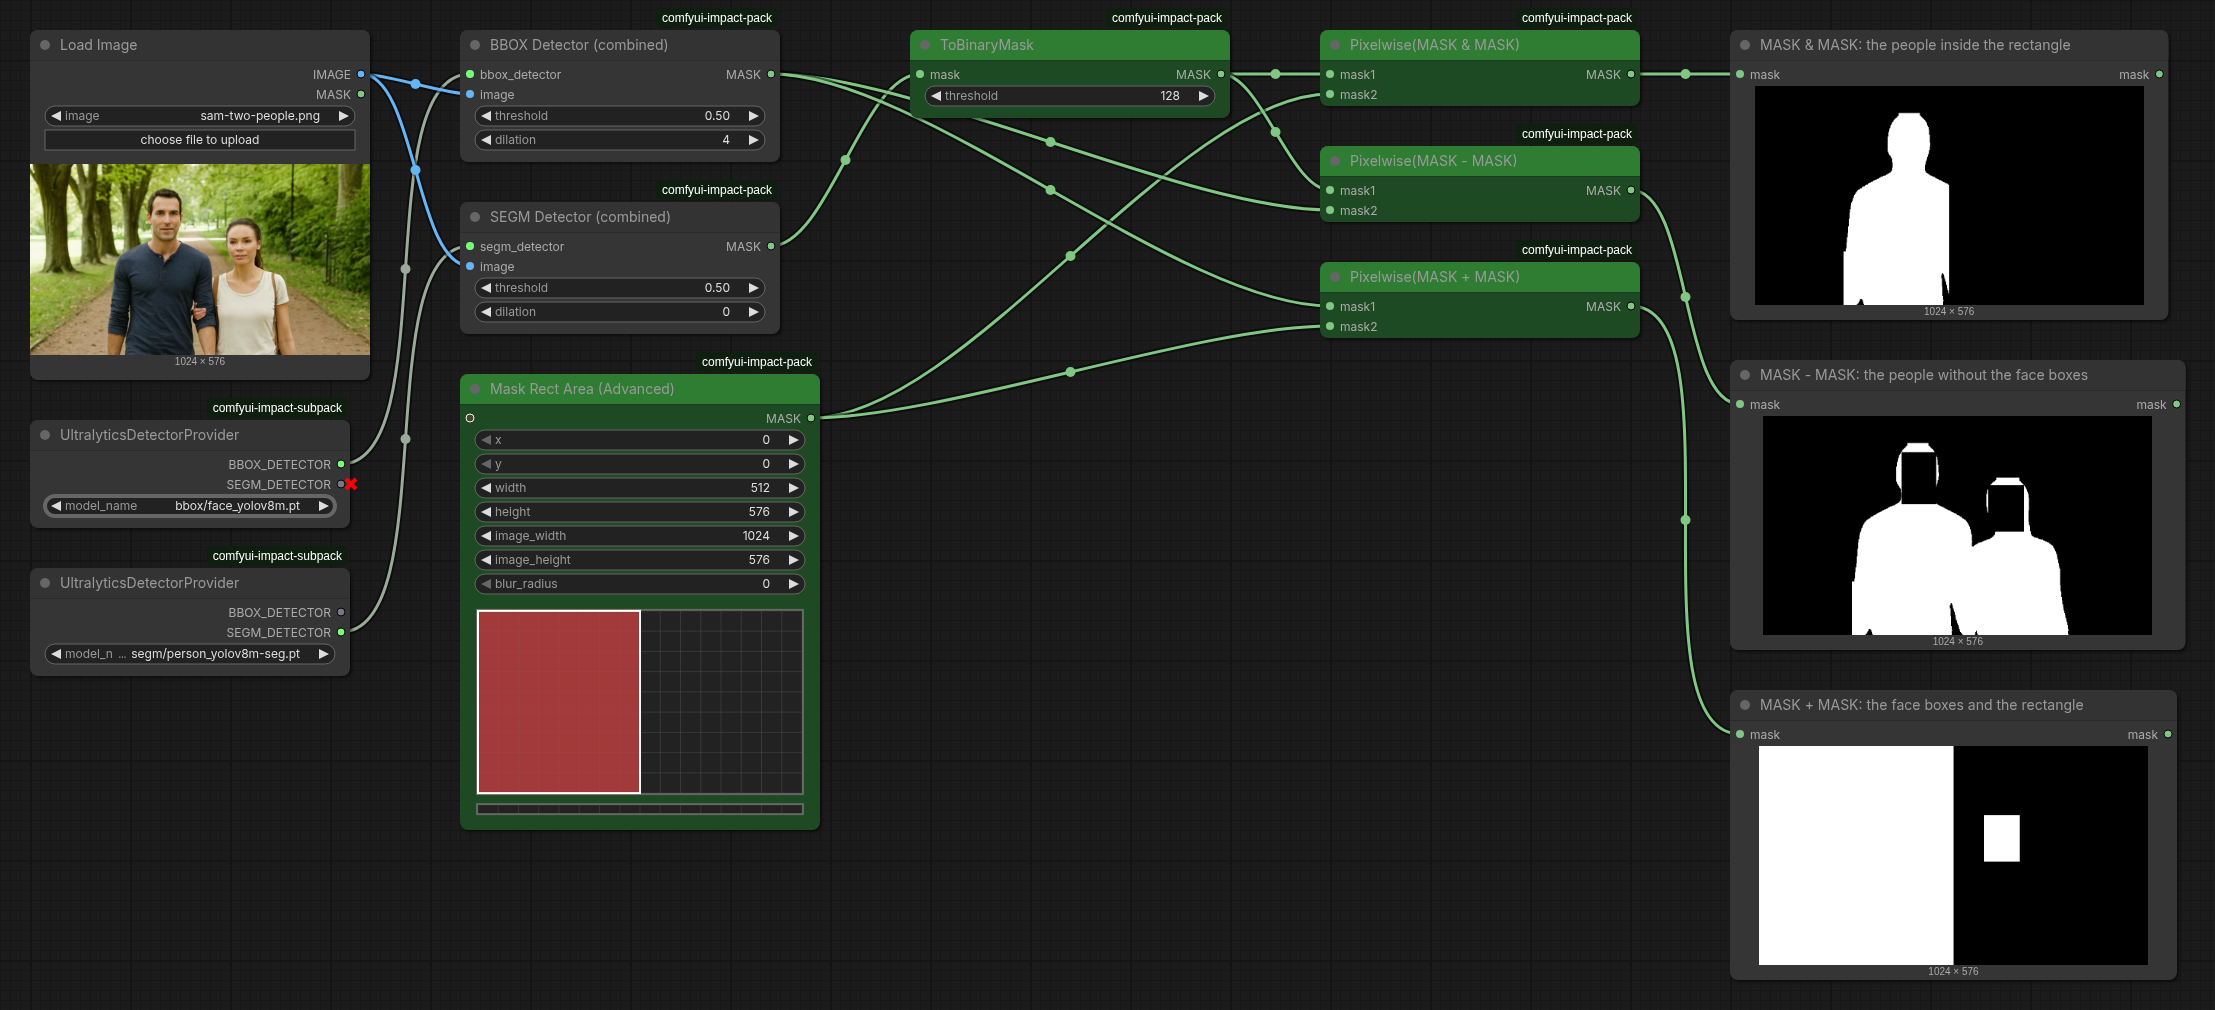 comfyui-impact-pack
Load Image
IMAGE
MASK
image sam-two-people.png
choose file to upload
1024 × 576
comfyui-impact-subpack
UltralyticsDetectorProvider
BBOX_DETECTOR
SEGM_DETECTOR
model_name bbox/face_yolov8m.pt
comfyui-impact-subpack
UltralyticsDetectorProvider
BBOX_DETECTOR
SEGM_DETECTOR
model_n ... segm/person_yolov8m-seg.pt
BBOX Detector (combined)
bbox_detector MASK
image
threshold 0.50
dilation 4
comfyui-impact-pack
SEGM Detector (combined)
segm_detector MASK
image
threshold 0.50
dilation 0
comfyui-impact-pack
Mask Rect Area (Advanced)
MASK
x 0
y 0
width 512
height 576
image_width 1024
image_height 576
blur_radius 0
comfyui-impact-pack
ToBinaryMask
mask MASK
threshold 128
comfyui-impact-pack
Pixelwise(MASK & MASK)
mask1 MASK
mask2
comfyui-impact-pack
Pixelwise(MASK - MASK)
mask1 MASK
mask2
comfyui-impact-pack
Pixelwise(MASK + MASK)
mask1 MASK
mask2
MASK & MASK: the people inside the rectangle
mask mask
1024 × 576
MASK - MASK: the people without the face boxes
mask mask
1024 × 576
MASK + MASK: the face boxes and the rectangle
mask mask
1024 × 576